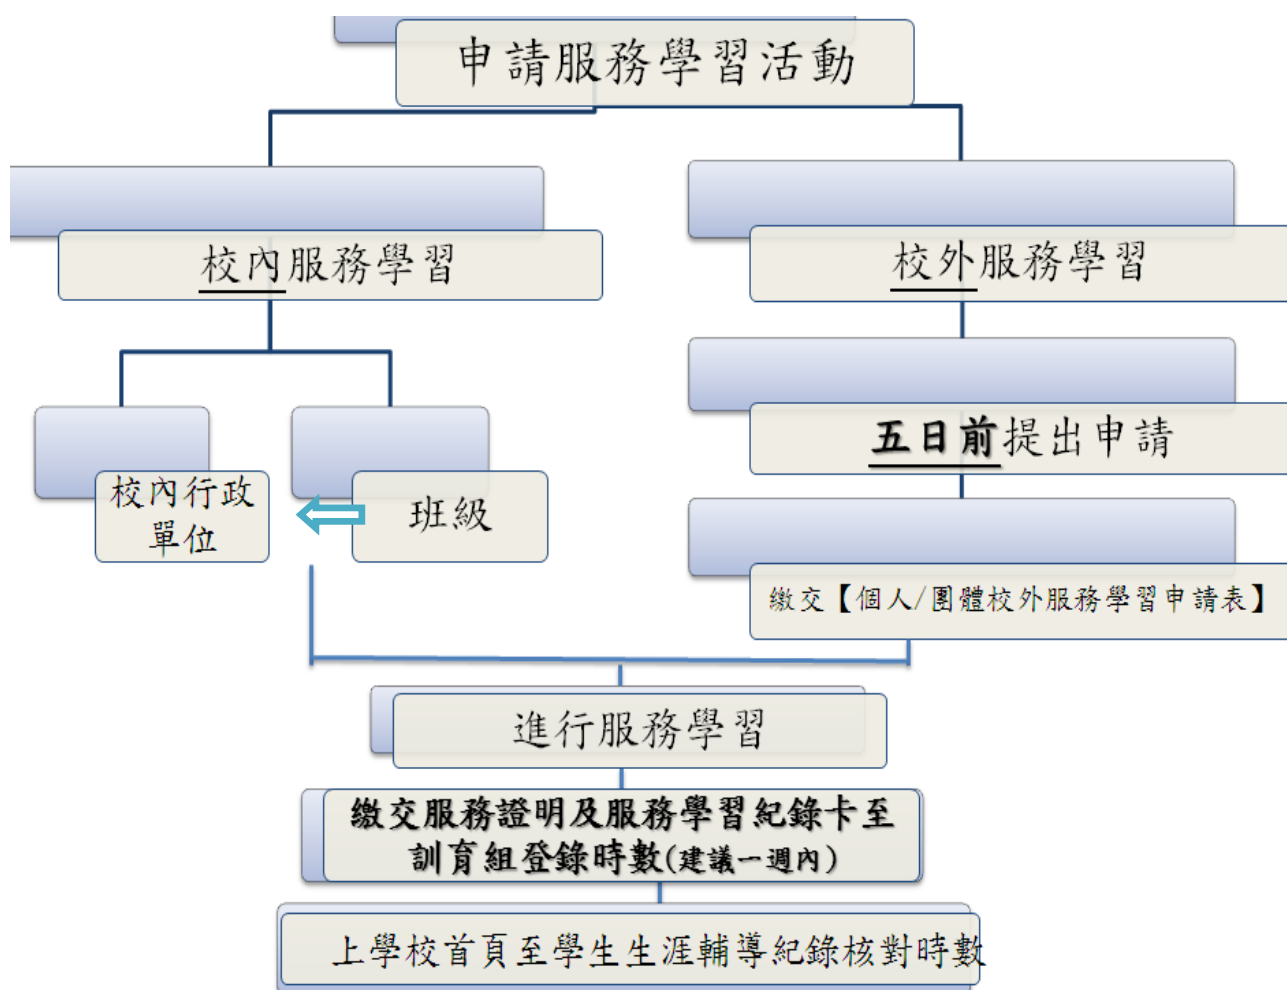 申請服務學習活動
校內服務學習
校外服務學習
五日前提出申請
校內行政
單位
班級
繳交【個人/團體校外服務學習申請表】
進行服務學習
繳交服務證明及服務學習紀錄卡至
訓育組登錄時數(建議一週內)
上學校首頁至學生生涯輔導紀錄核對時數